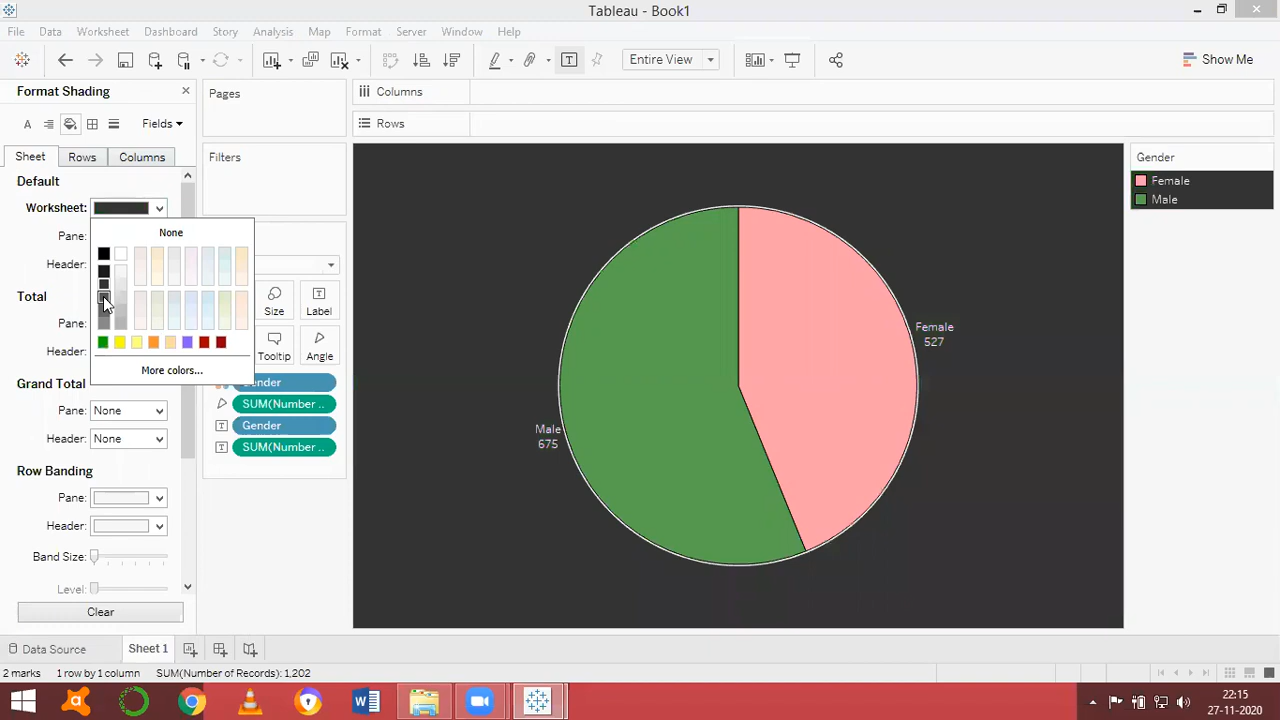 Tableau - Book1
File Data Worksheet Dashboard Story Analysis Map Format Server Window Help
Entire View
Show Me
Format Shading
Fields
Sheet Rows Columns
Default
Worksheet:
Pane:
Header:
Total
Pane:
Header:
Grand Total
Pane: None
Header: None
Row Banding
Pane:
Header:
Band Size:
Level:
Clear
None
More colors...
Pages
Filters
Size
Label
Tooltip
Angle
Gender
SUM(Number ..
Gender
SUM(Number ..
Columns
Rows
Female
527
Male
675
Gender
Female
Male
Data Source
Sheet 1
2 marks 1 row by 1 column SUM(Number of Records): 1,202
22:15
27-11-2020